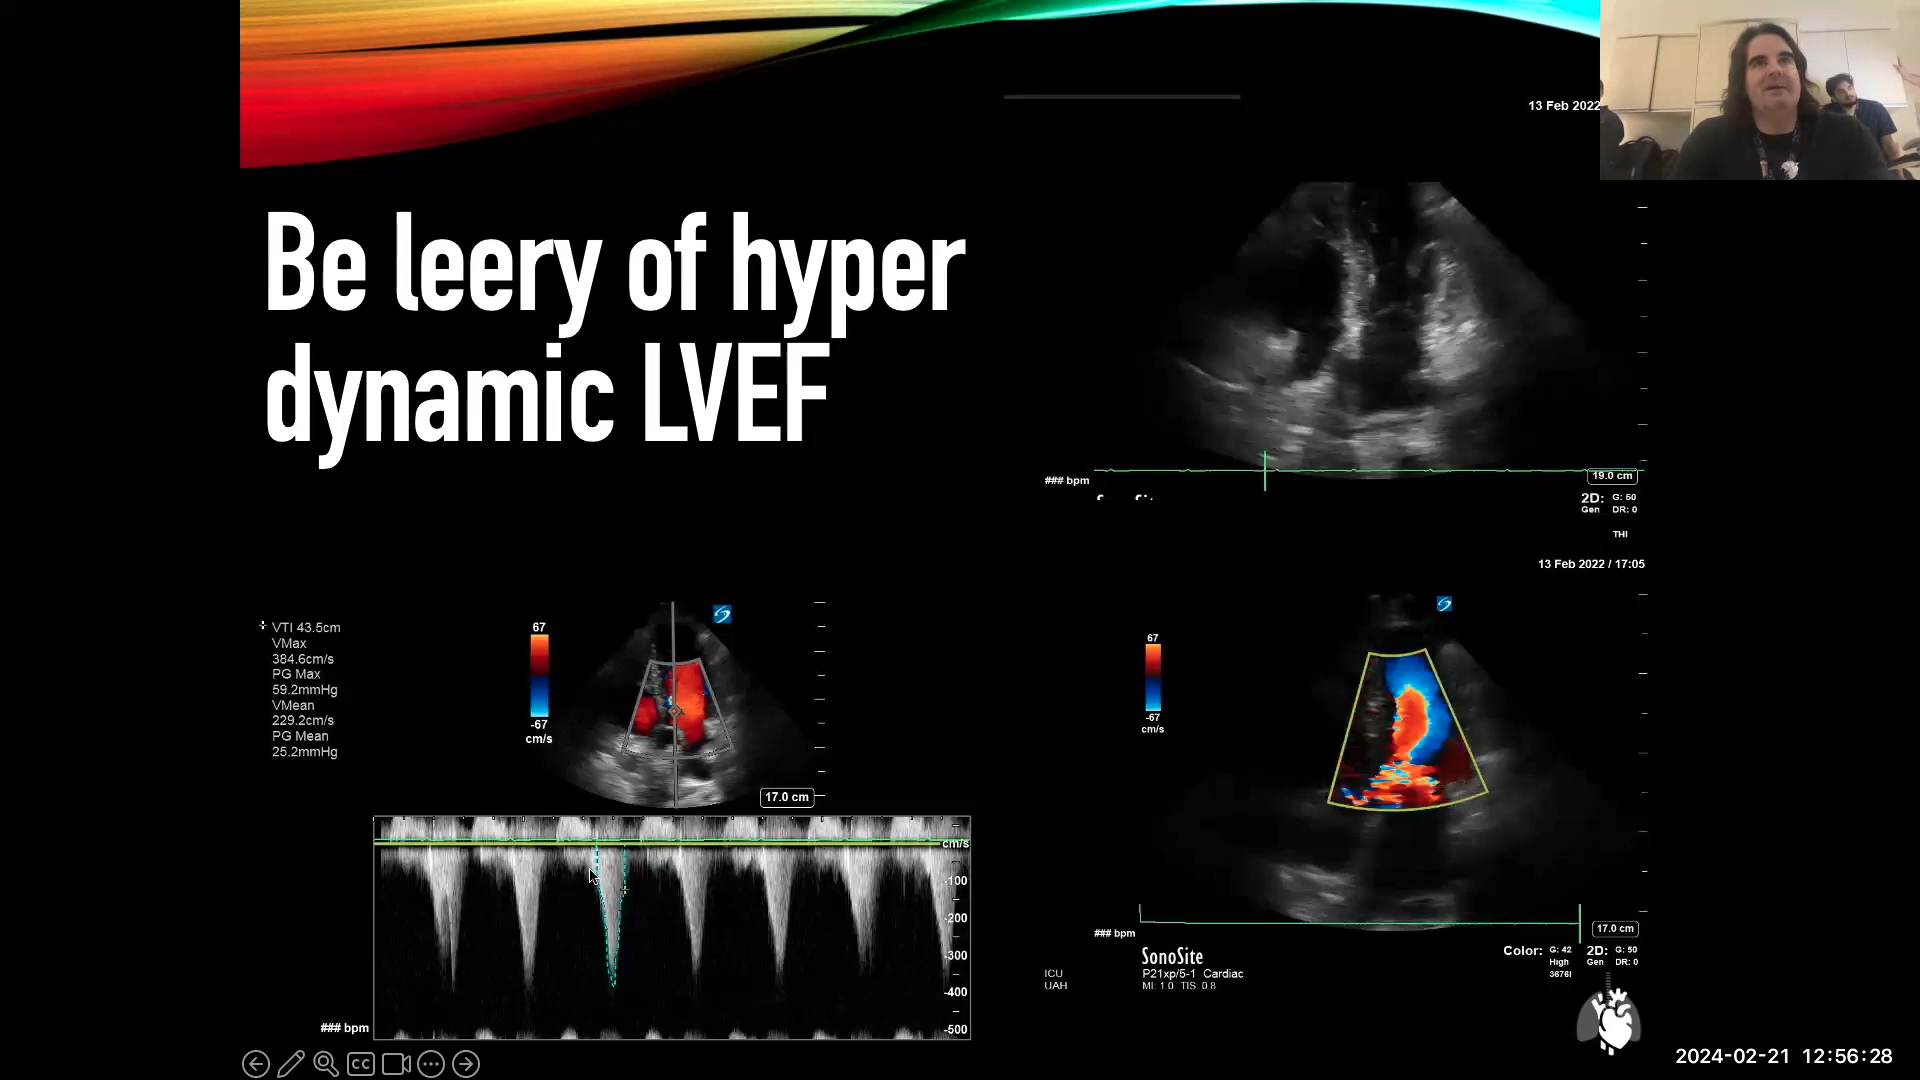 13 Feb 2022
Be leery of hyper
dynamic LVEF
### bpm
19.0 cm
2D:
G: 50
Gen
DR: 0
THI
13 Feb 2022 / 17:05
VTI 43.5cm
VMax
384.6cm/s
PG Max
59.2mmHg
VMean
229.2cm/s
PG Mean
25.2mmHg
67
-67
cm/s
17.0 cm
cm/s
-100
-200
-300
-400
-500
### bpm
67
-67
cm/s
### bpm
17.0 cm
SonoSite
P21xp/5-1 Cardiac
MI: 1.0 TIS: 0.8
ICU
UAH
Color:
G: 42
High
3676I
2D:
G: 50
Gen
DR: 0
CC
2024-02-21 12:56:28